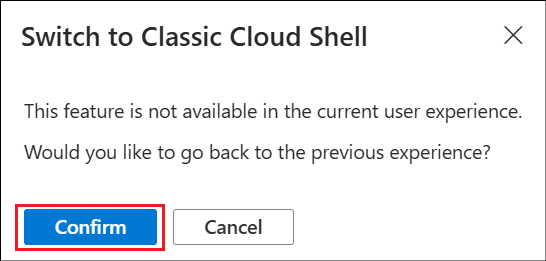 Switch to Classic Cloud Shell
This feature is not available in the current user experience.
Would you like to go back to the previous experience?
Confirm Cancel